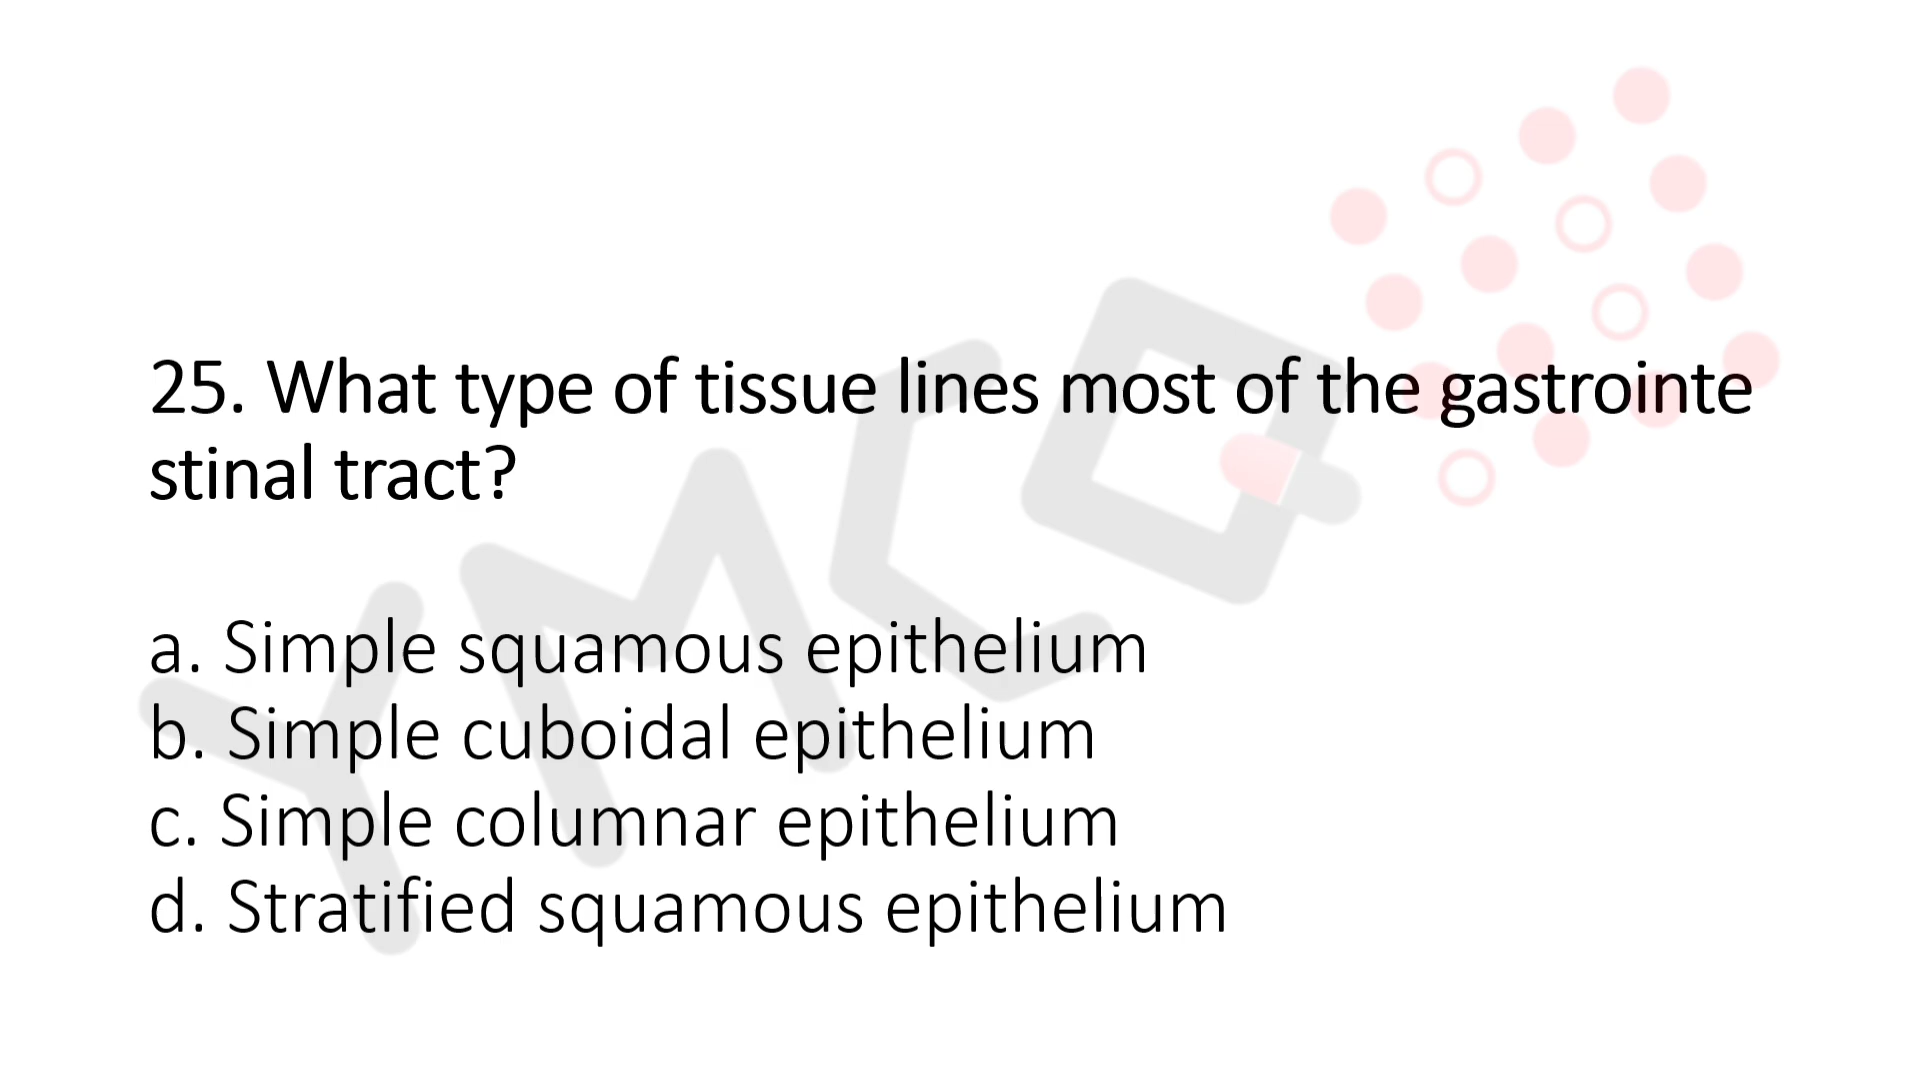 25. What type of tissue lines most of the gastrointe
stinal tract?
a. Simple squamous epithelium
b. Simple cuboidal epithelium
c. Simple columnar epithelium
d. Stratified squamous epithelium
YMCQ